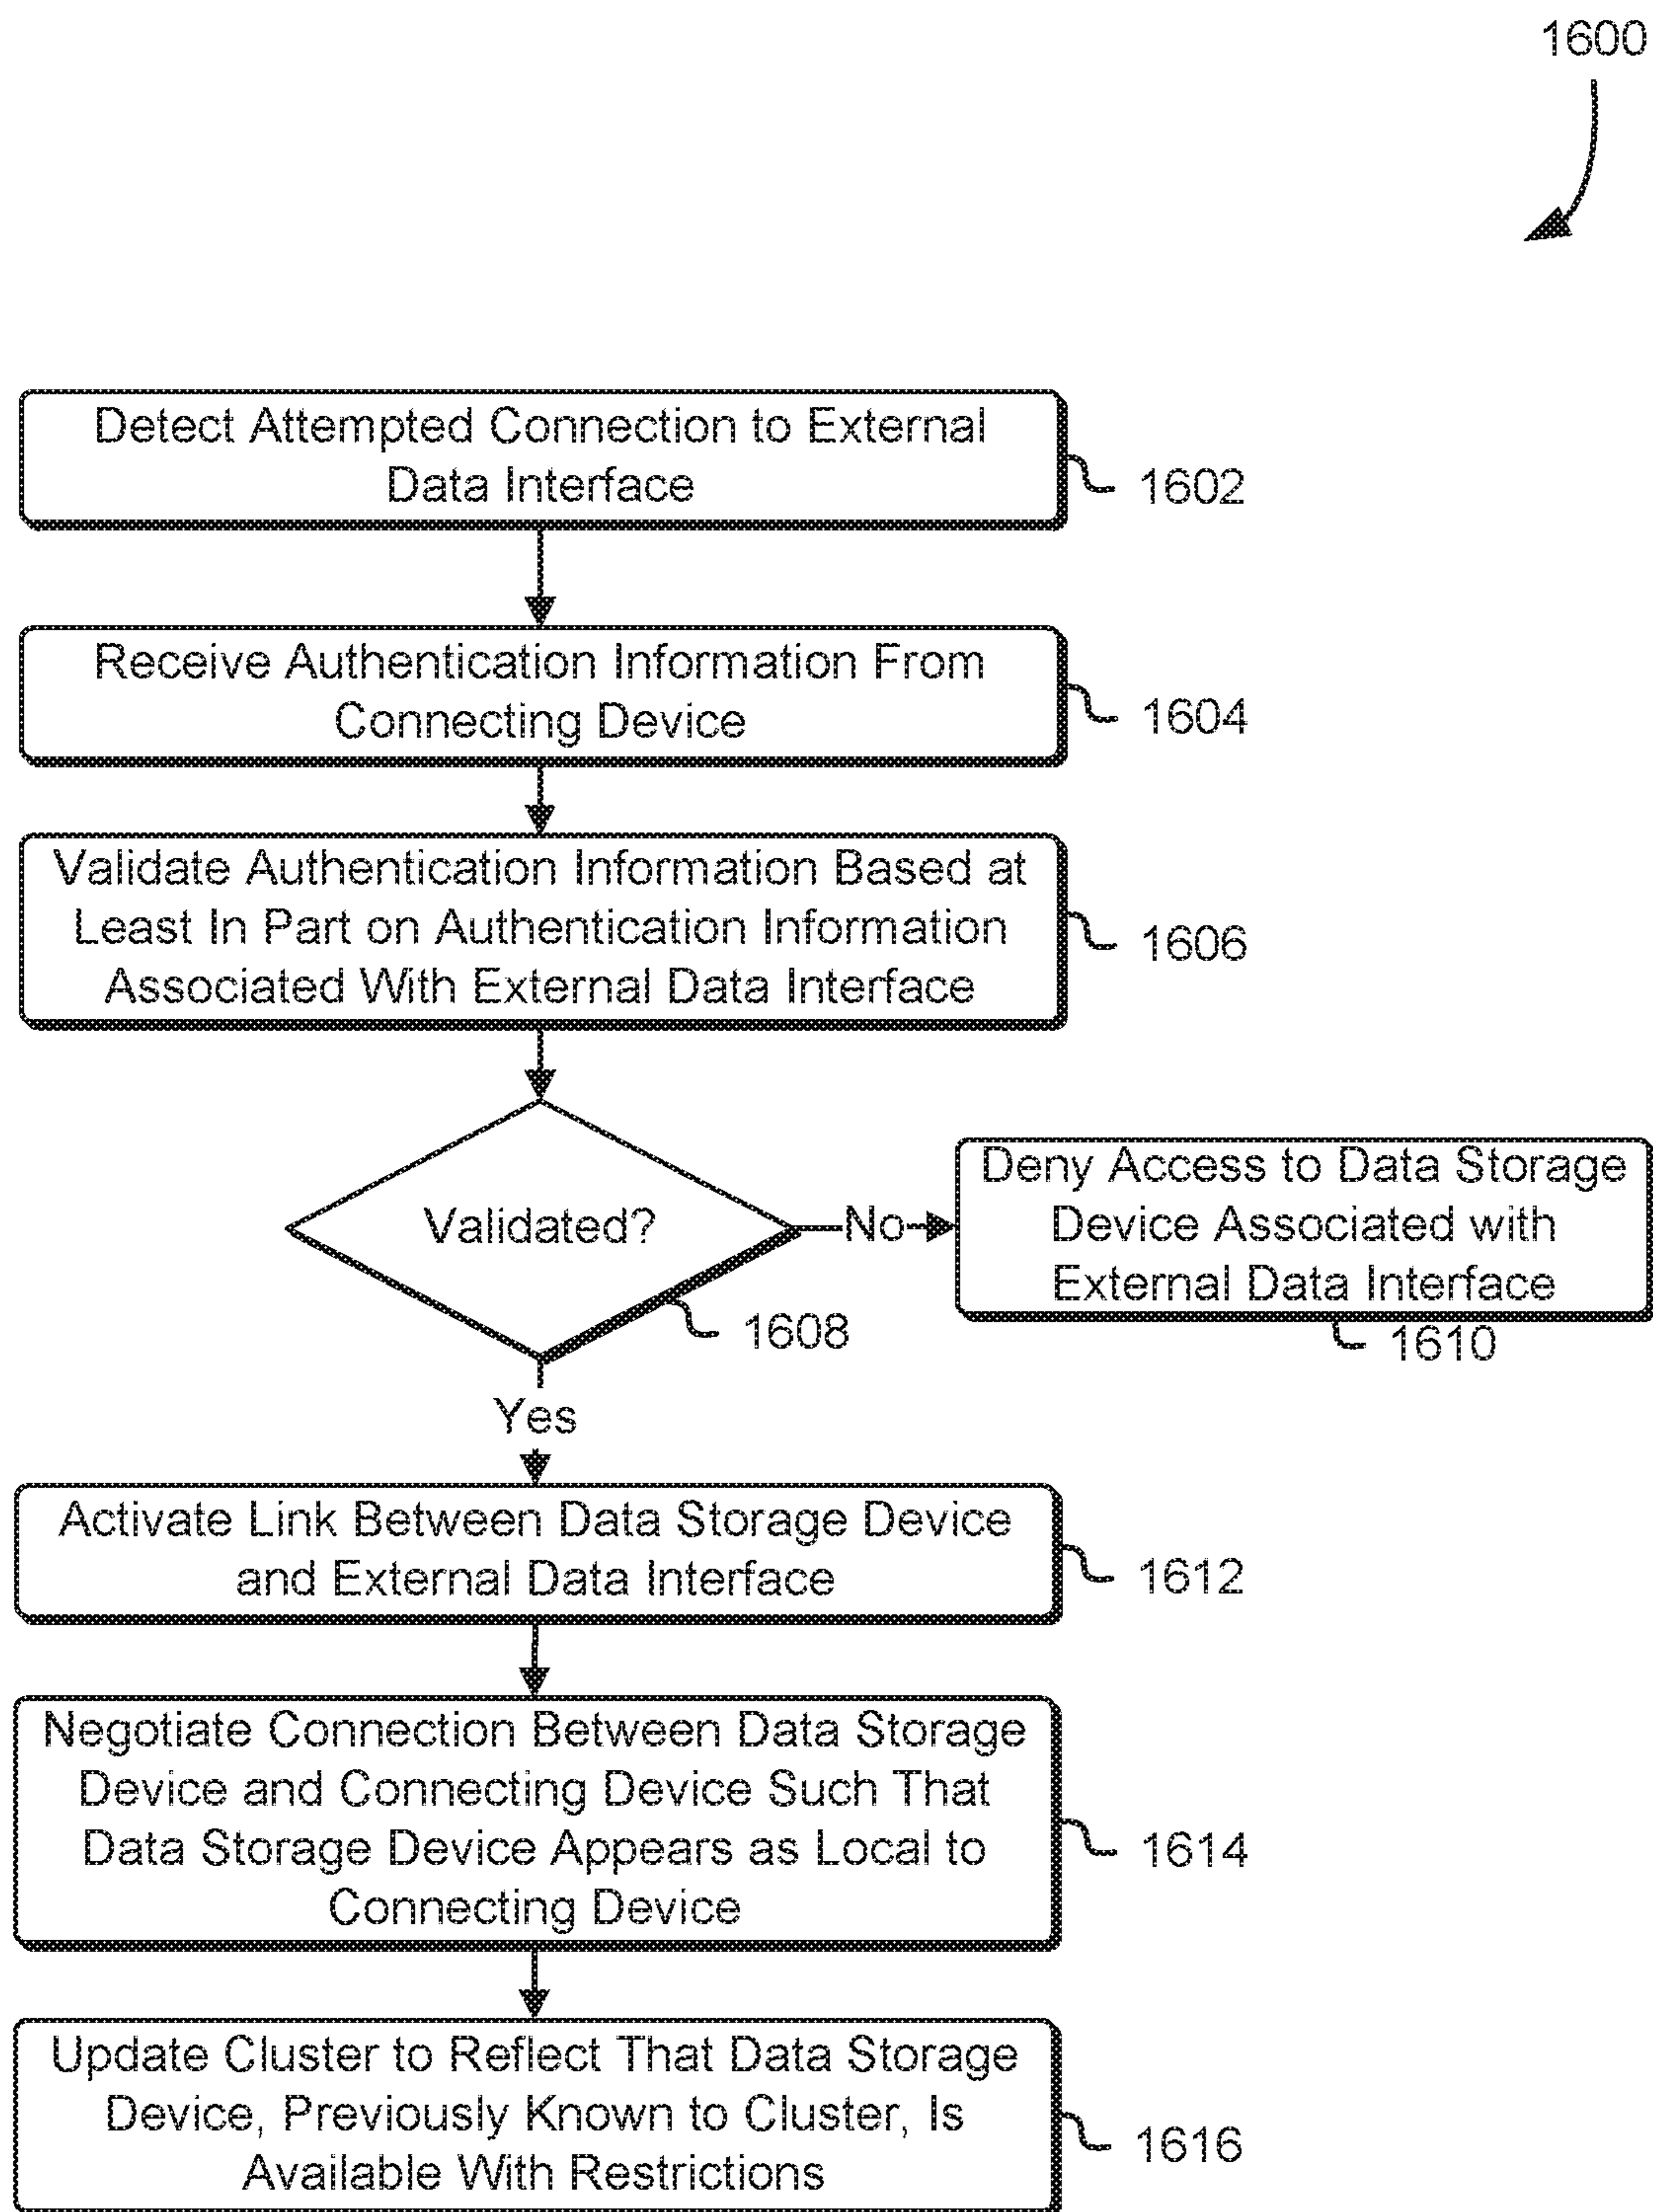 1600
Detect Attempted Connection to External
Data Interface
1602
Receive Authentication Information From
Connecting Device
1604
Validate Authentication Information Based at
Least In Part on Authentication Information
Associated With External Data Interface
1606
Validated?
No
Deny Access to Data Storage
Device Associated with
External Data Interface
1608
1610
Yes
Activate Link Between Data Storage Device
and External Data Interface
1612
Negotiate Connection Between Data Storage
Device and Connecting Device Such That
Data Storage Device Appears as Local to
Connecting Device
1614
Update Cluster to Reflect That Data Storage
Device, Previously Known to Cluster, Is
Available With Restrictions
1616